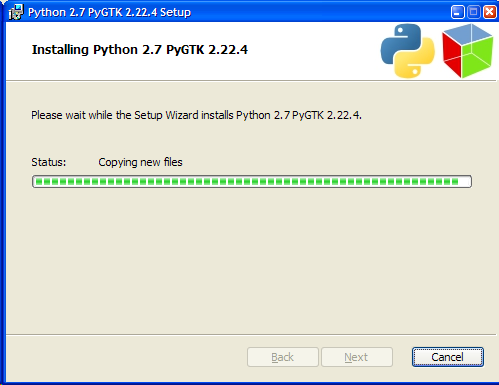 Python 2.7 PyGTK 2.22.4 Setup
Installing Python 2.7 PyGTK 2.22.4
Please wait while the Setup Wizard installs Python 2.7 PyGTK 2.22.4.
Status: Copying new files
Back Next Cancel